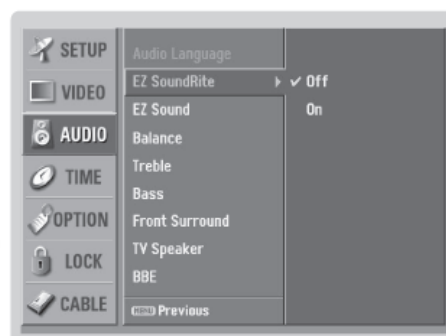 SETUP
VIDEO
AUDIO
TIME
OPTION
LOCK
CABLE
Audio Language
EZ SoundRite
EZ Sound
Balance
Treble
Bass
Front Surround
TV Speaker
BBE
MENU Previous
Off
On